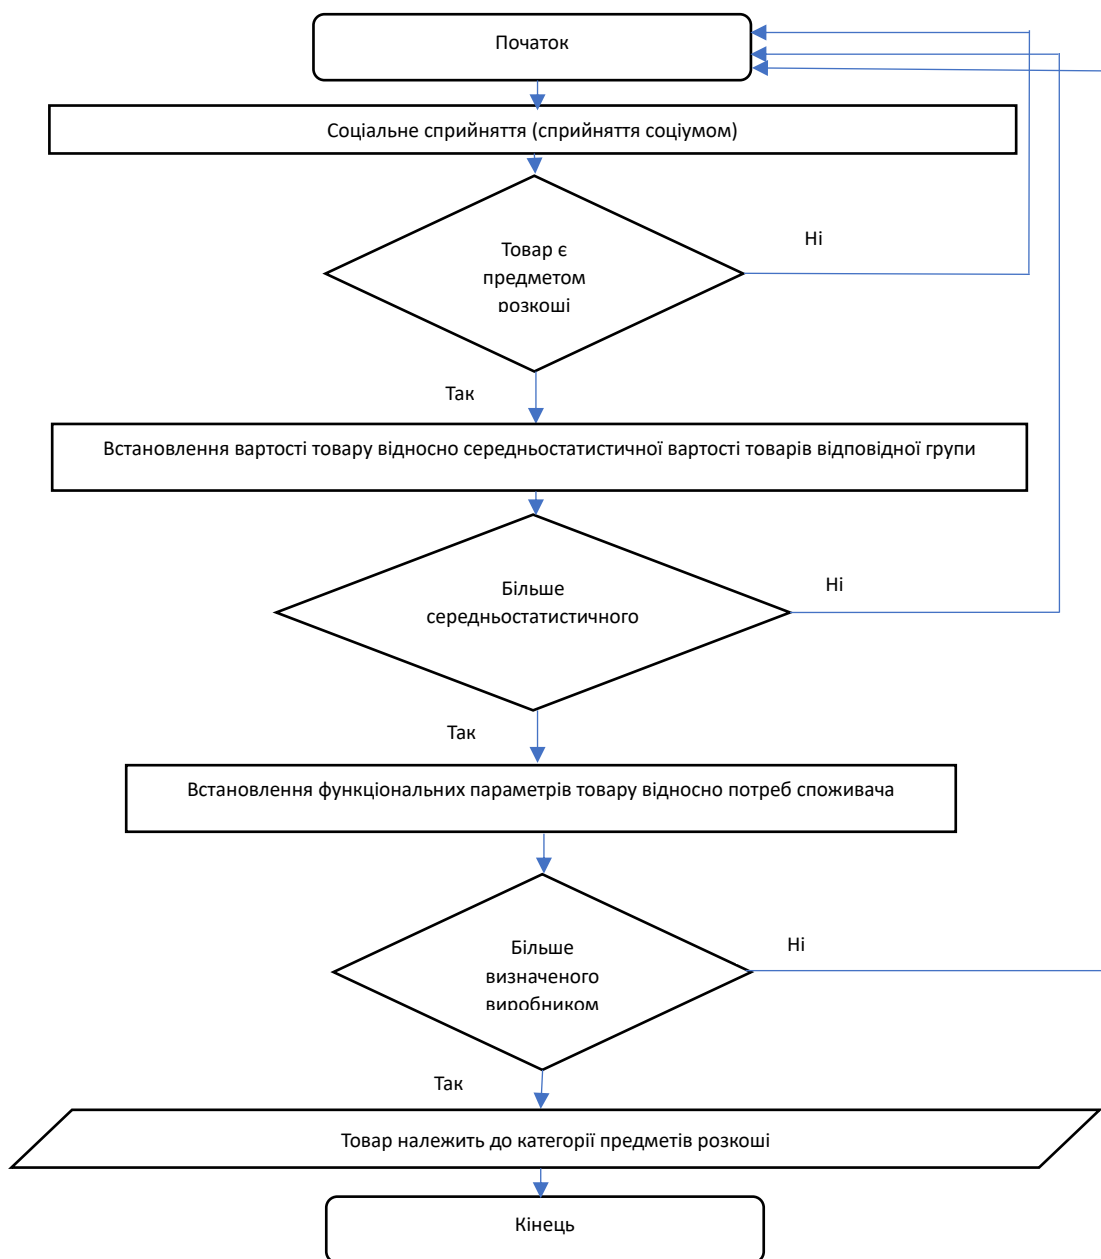 Початок
Соціальне сприйняття (сприйняття соціумом)
Ні
Товар є
предметом
розкоші
Так
Встановлення вартості товару відносно середньостатистичної вартості товарів відповідної групи
Більше
середньостатистичного
Ні
Так
Встановлення функціональних параметрів товару відносно потреб споживача
Більше
визначеного
виробником
Ні
Так
Товар належить до категорії предметів розкоші
Кінець